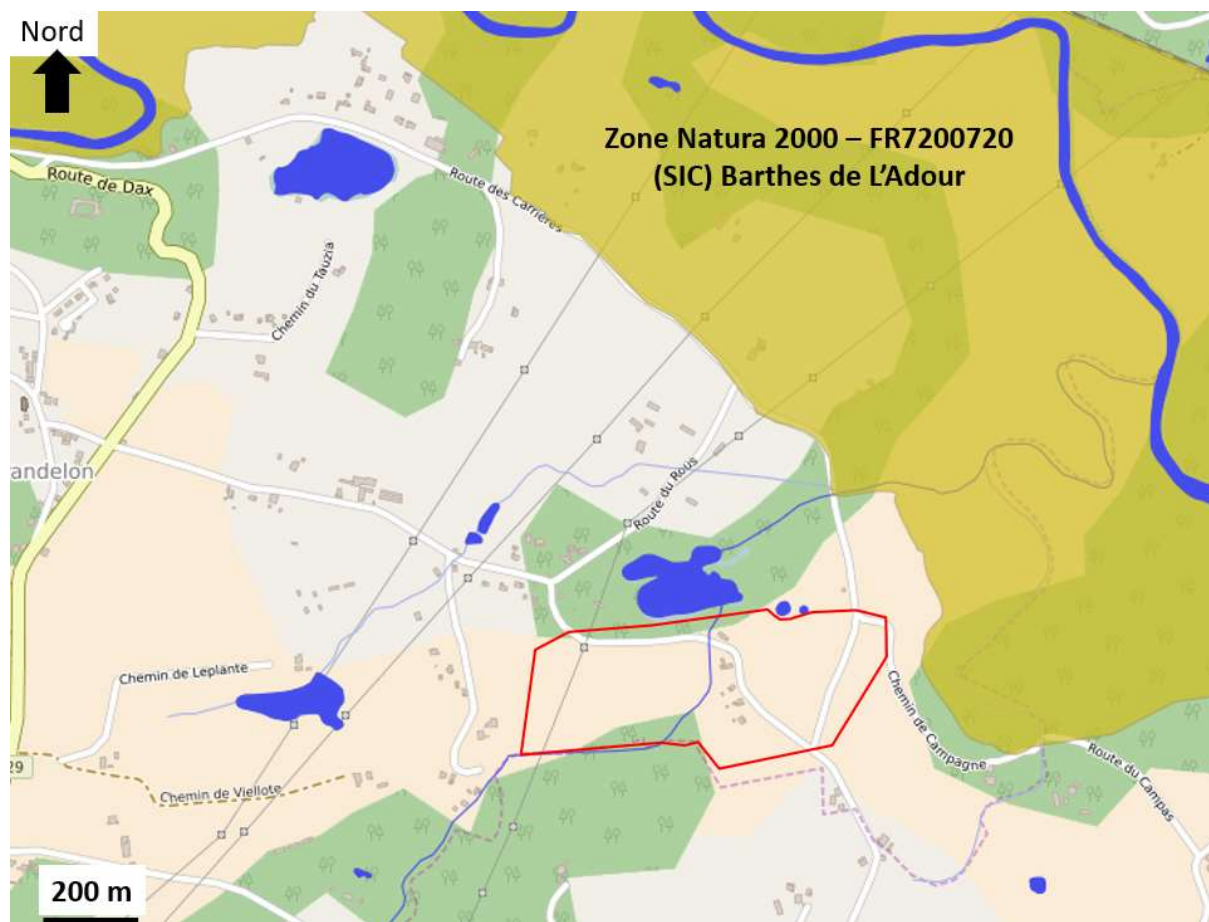 Nord
Zone Natura 2000 – FR7200720
(SIC) Barthes de L'Adour
Route de Dax
Route des Carrières
Chemin du Tauzia
andelon
Route du Rous
Chemin de Leplante
29
Chemin de Viellote
Chemin de Campagne
Route du Campas
200 m